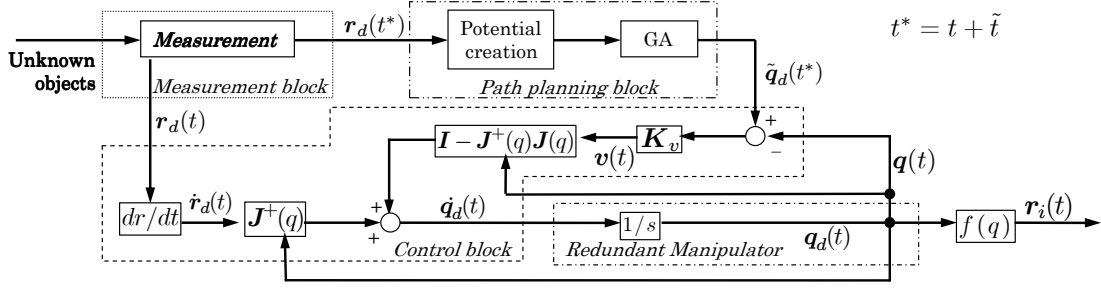 Unknown objects
Measurement
Measurement block
r_d(t*)
Potential creation
GA
Path planning block
t* = t + t̃
q̃_d(t*)
r_d(t)
+
−
K_v
v(t)
I − J⁺(q)J(q)
q(t)
dr/dt
ṙ_d(t)
J⁺(q)
+
+
q̇_d(t)
Control block
1/s
Redundant Manipulator
q_d(t)
f(q)
r_i(t)